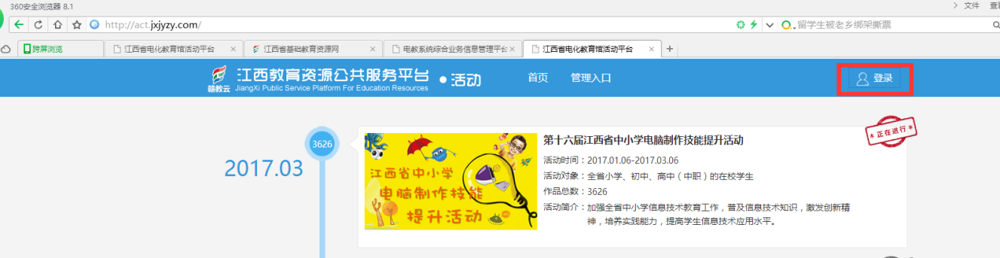 360安全浏览器 8.1
文件
http://act.jxjyzy.com/
留学生被老乡绑架撕票
跨屏浏览
江西省电化教育馆活动平台
江西省基础教育资源网
电教系统综合业务信息管理平台
江西省电化教育馆活动平台
赣教云
江西教育资源公共服务平台
JiangXi Public Service Platform For Education Resources
活动
首页
管理入口
登录
3626
2017.03
江西省中小学
电脑制作技能
提升活动
第十六届江西省中小学电脑制作技能提升活动
正在进行
活动时间：2017.01.06-2017.03.06
活动对象：全省小学、初中、高中（中职）的在校学生
作品总数：3626
活动简介：加强全省中小学信息技术教育工作，普及信息技术知识，激发创新精
神，培养实践能力，提高学生信息技术应用水平。